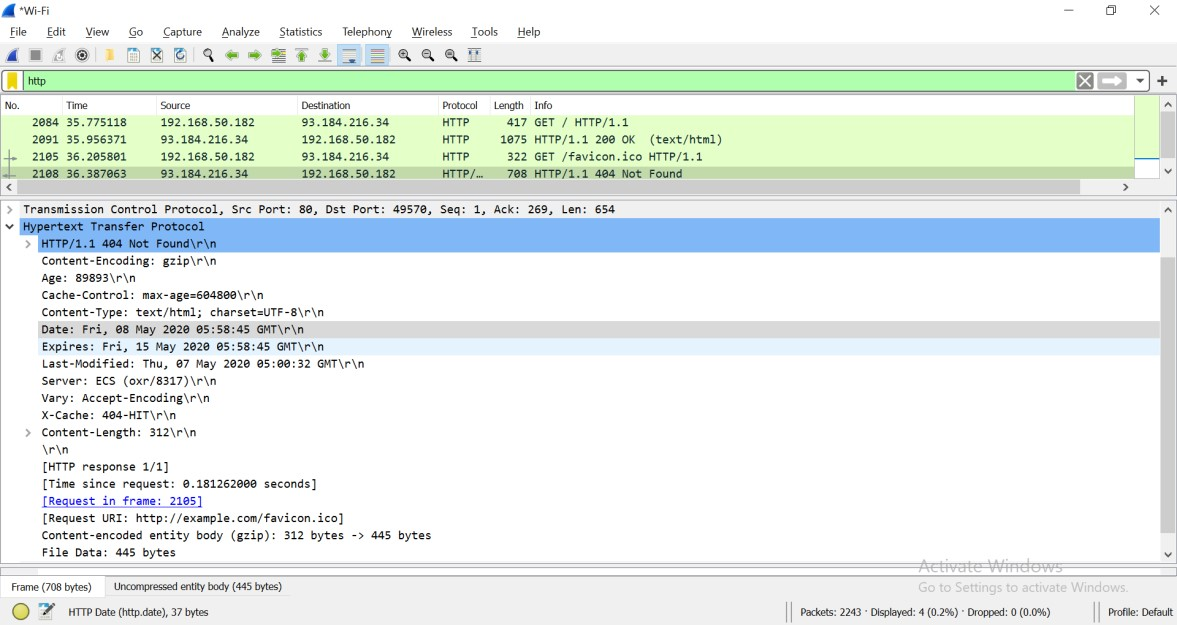 *Wi-Fi
File Edit View Go Capture Analyze Statistics Telephony Wireless Tools Help
http
No. Time Source Destination Protocol Length Info
2084 35.775118 192.168.50.182 93.184.216.34 HTTP 417 GET / HTTP/1.1
2091 35.956371 93.184.216.34 192.168.50.182 HTTP 1075 HTTP/1.1 200 OK (text/html)
2105 36.205801 192.168.50.182 93.184.216.34 HTTP 322 GET /favicon.ico HTTP/1.1
2108 36.387063 93.184.216.34 192.168.50.182 HTTP/… 708 HTTP/1.1 404 Not Found
Transmission Control Protocol, Src Port: 80, Dst Port: 49570, Seq: 1, Ack: 269, Len: 654
Hypertext Transfer Protocol
HTTP/1.1 404 Not Found\r\n
Content-Encoding: gzip\r\n
Age: 89893\r\n
Cache-Control: max-age=604800\r\n
Content-Type: text/html; charset=UTF-8\r\n
Date: Fri, 08 May 2020 05:58:45 GMT\r\n
Expires: Fri, 15 May 2020 05:58:45 GMT\r\n
Last-Modified: Thu, 07 May 2020 05:00:32 GMT\r\n
Server: ECS (oxr/8317)\r\n
Vary: Accept-Encoding\r\n
X-Cache: 404-HIT\r\n
Content-Length: 312\r\n
\r\n
[HTTP response 1/1]
[Time since request: 0.181262000 seconds]
[Request in frame: 2105]
[Request URI: http://example.com/favicon.ico]
Content-encoded entity body (gzip): 312 bytes -> 445 bytes
File Data: 445 bytes
Activate Windows
Go to Settings to activate Windows.
Frame (708 bytes) Uncompressed entity body (445 bytes)
HTTP Date (http.date), 37 bytes Packets: 2243 · Displayed: 4 (0.2%) · Dropped: 0 (0.0%) Profile: Default